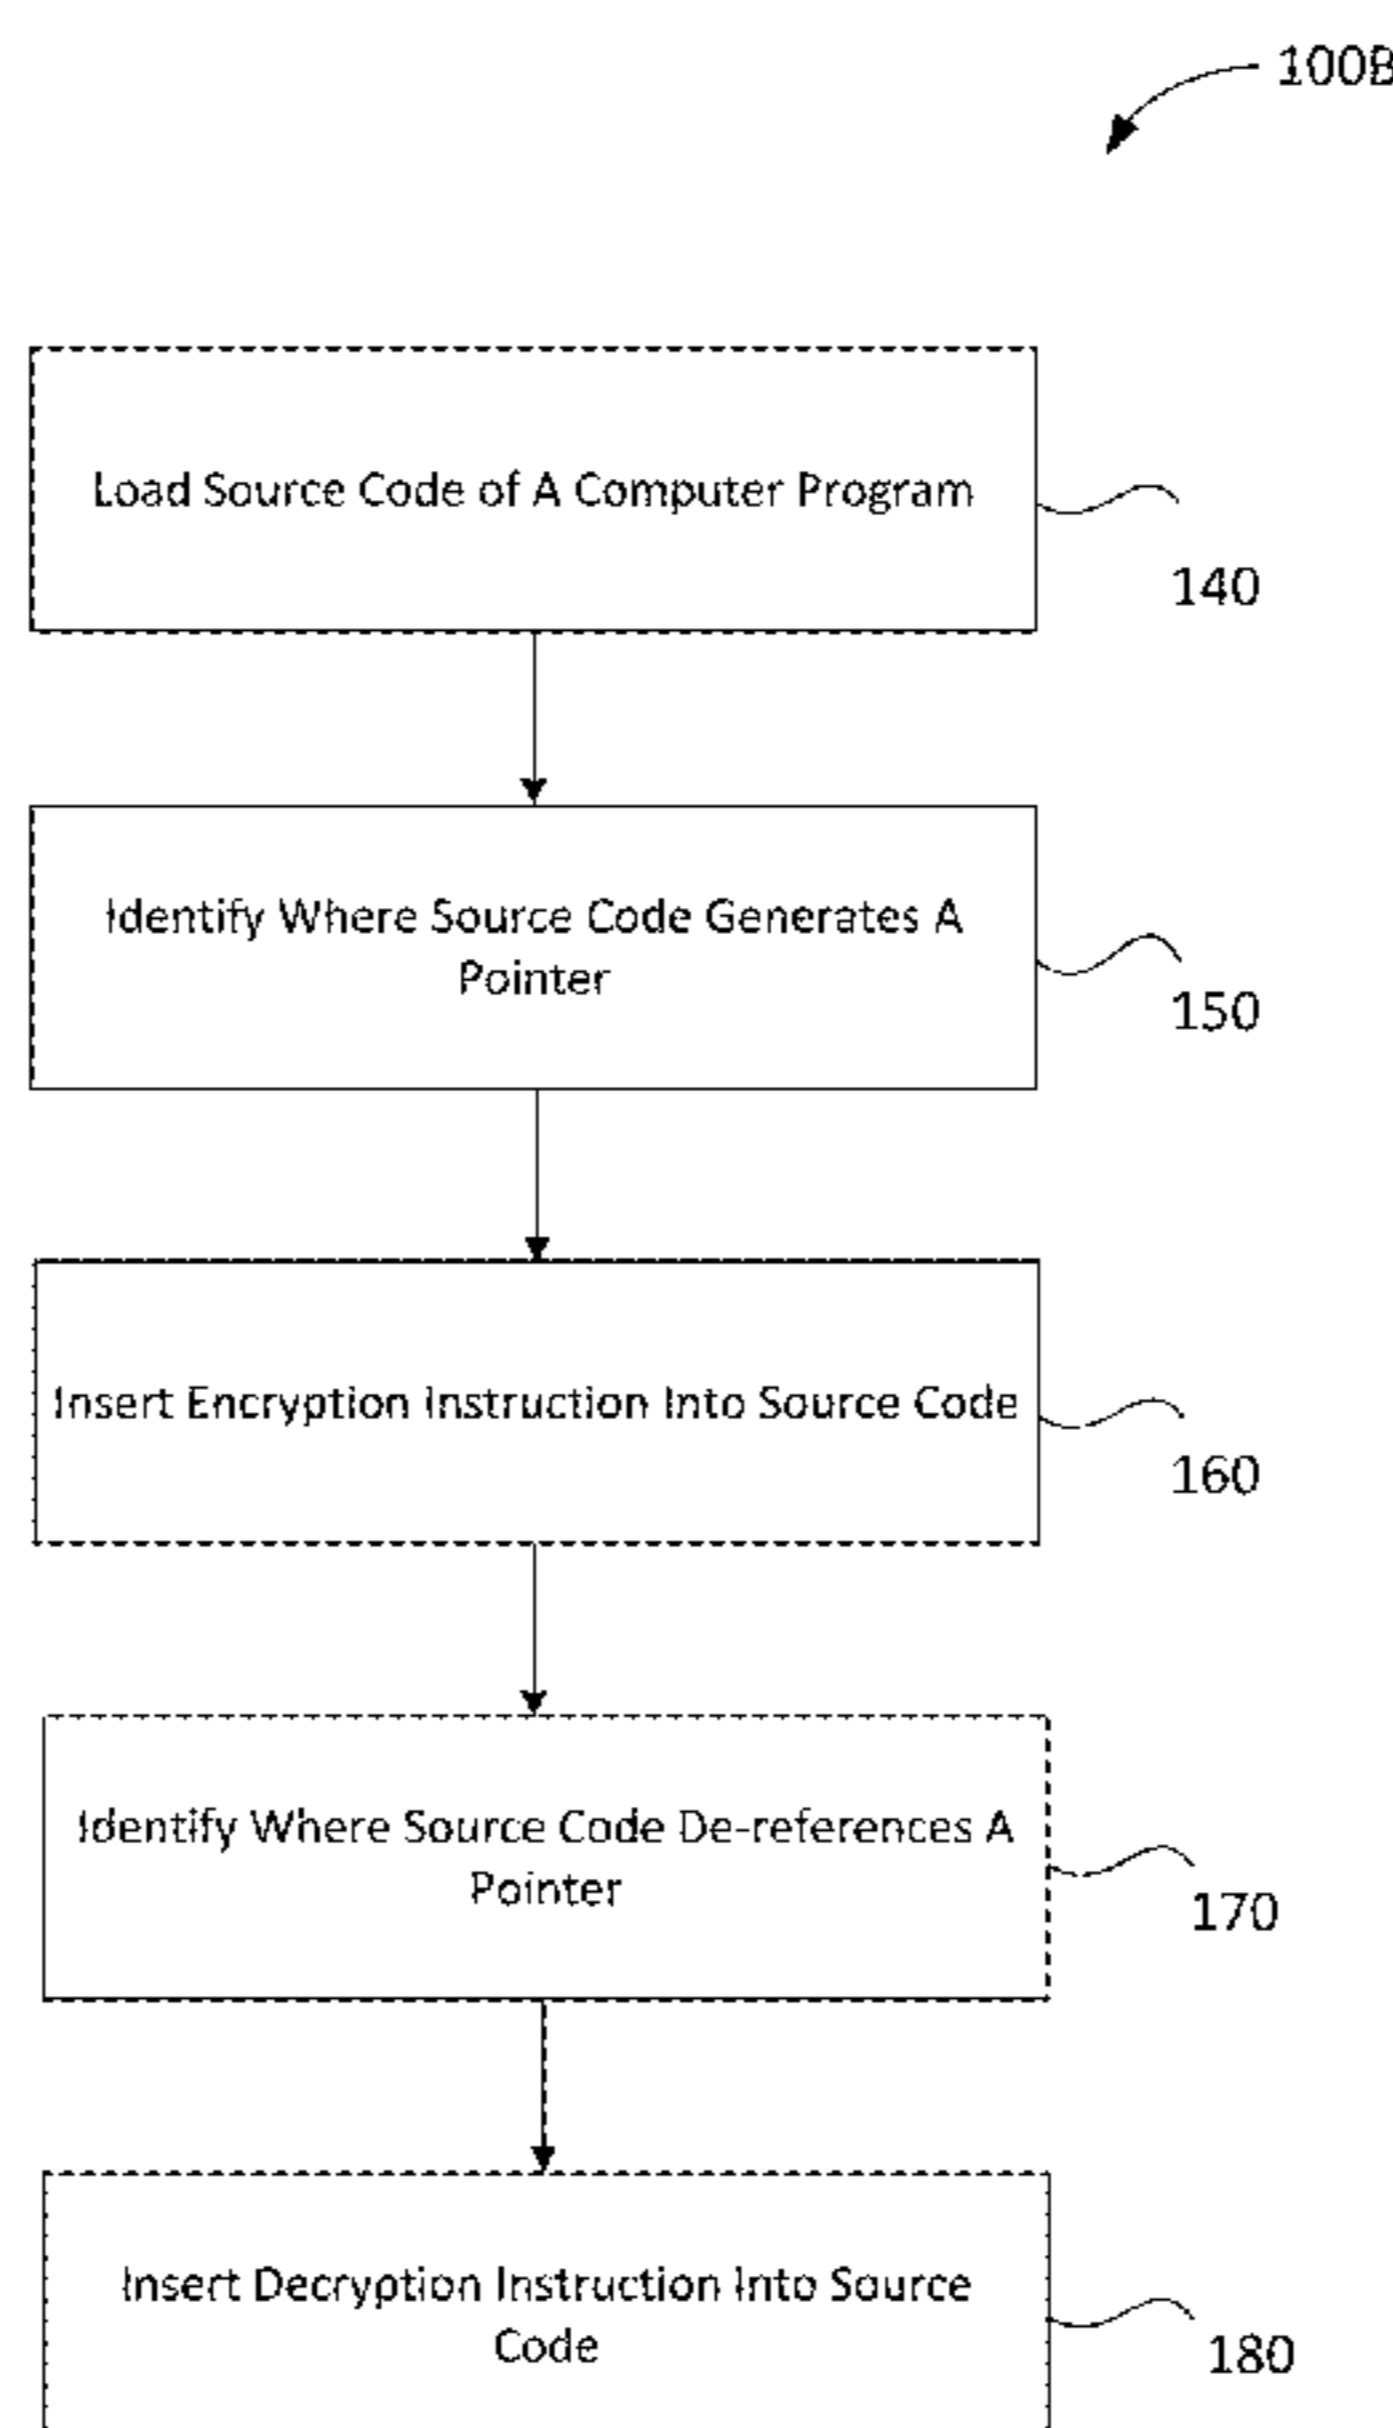 100B
Load Source Code of A Computer Program
140
Identify Where Source Code Generates A
Pointer
150
Insert Encryption Instruction Into Source Code
160
Identify Where Source Code De-references A
Pointer
170
Insert Decryption Instruction Into Source
Code
180